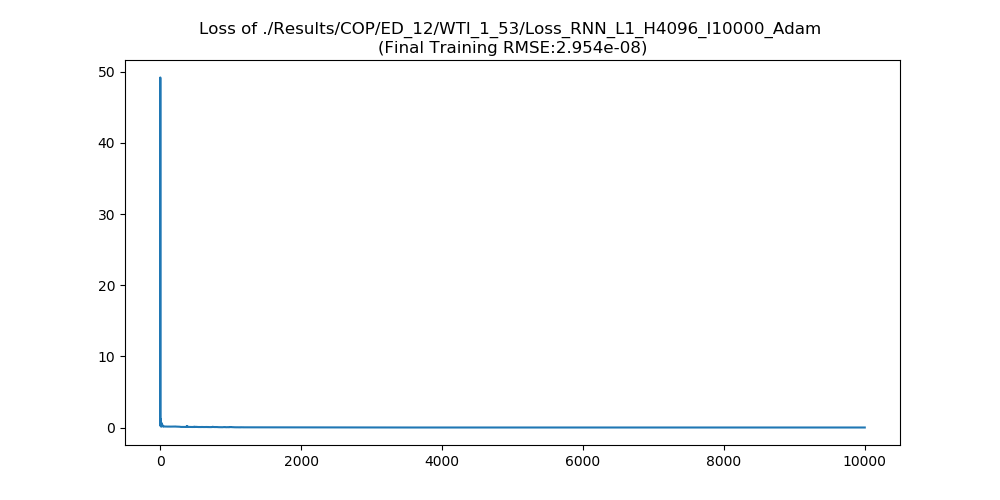 Loss of ./Results/COP/ED_12/WTI_1_53/Loss_RNN_L1_H4096_I10000_Adam
(Final Training RMSE:2.954e-08)
50
40
30
20
10
0
0 2000 4000 6000 8000 10000